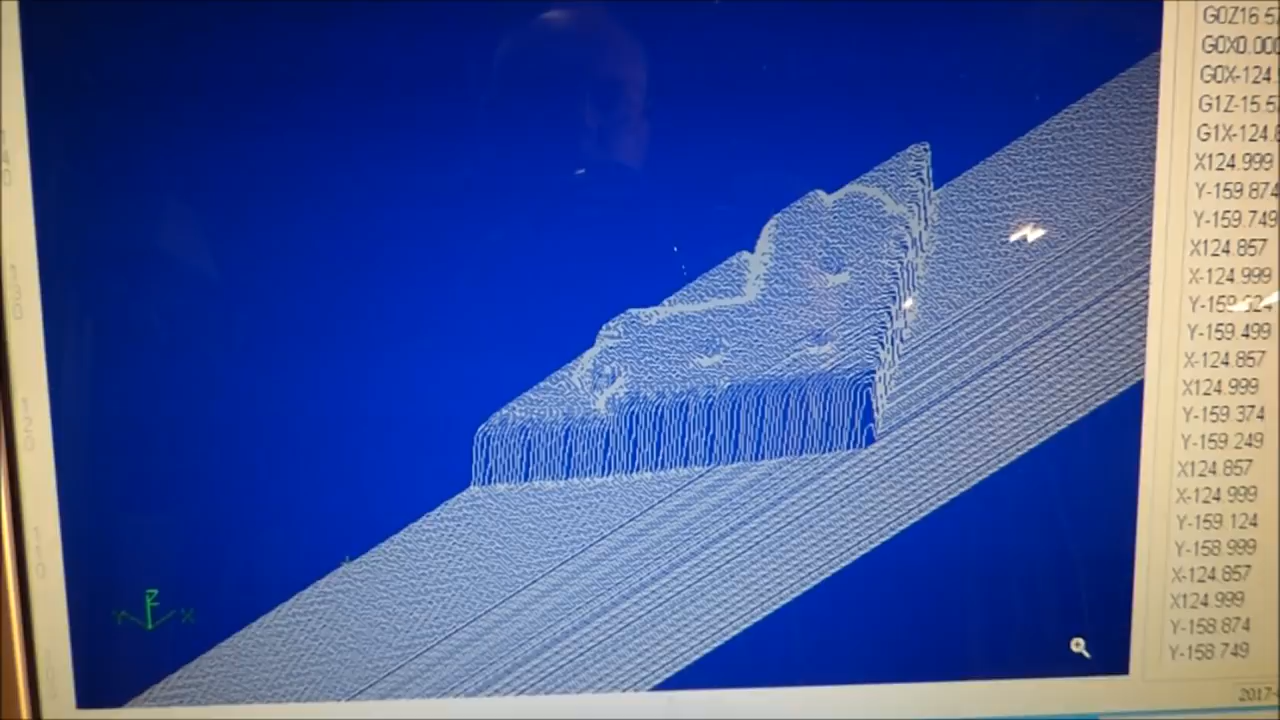 G0Z16.5
G0X0.000
G0X-124.
G1Z-15.5
G1X-124.8
X124.999
Y-159.874
Y-159.749
X124.857
X-124.999
Y-159.624
Y-159.499
X-124.857
X124.999
Y-159.374
Y-159.249
X124.857
X-124.999
Y-159.124
Y-158.999
X-124.857
X124.999
Y-158.874
Y-158.749
2017-
Z
X